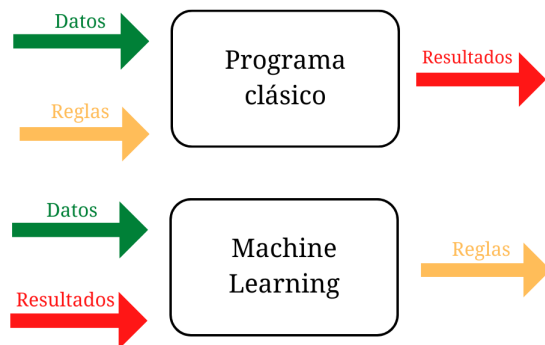 Datos
Reglas
Programa
clásico
Resultados
Datos
Resultados
Machine
Learning
Reglas